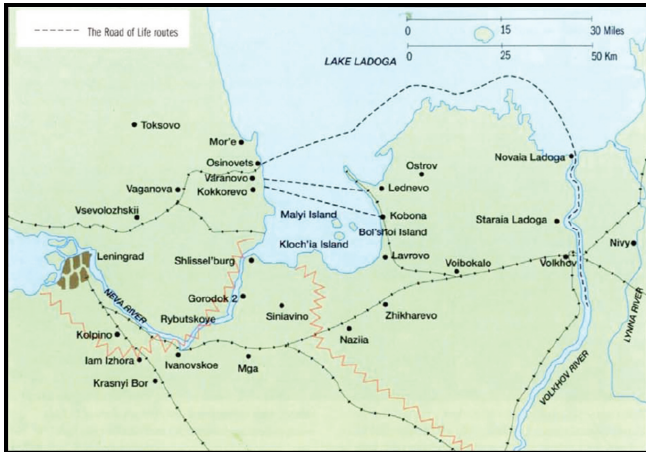 The Road of Life routes
0 15 30 Miles
0 25 50 Km
LAKE LADOGA
Toksovo
Mor'e
Osinovets
Varanovo
Kokkorevo
Vaganova
Vsevolozhskii
Ostrov
Lednevo
Kobona
Novaia Ladoga
Malyi Island
Bol'shoi Island
Kloch'ia Island
Staraia Ladoga
Nivy
Leningrad
Shlissel'burg
Lavrovo
Voibokalo
Volkhov
NEVA RIVER
Gorodok 2
Siniavino
Zhikharevo
Rybutskoye
Naziia
LYNNA RIVER
Kolpino
Iam Izhora
Ivanovskoe
Mga
Krasnyi Bor
VOLKHOV RIVER